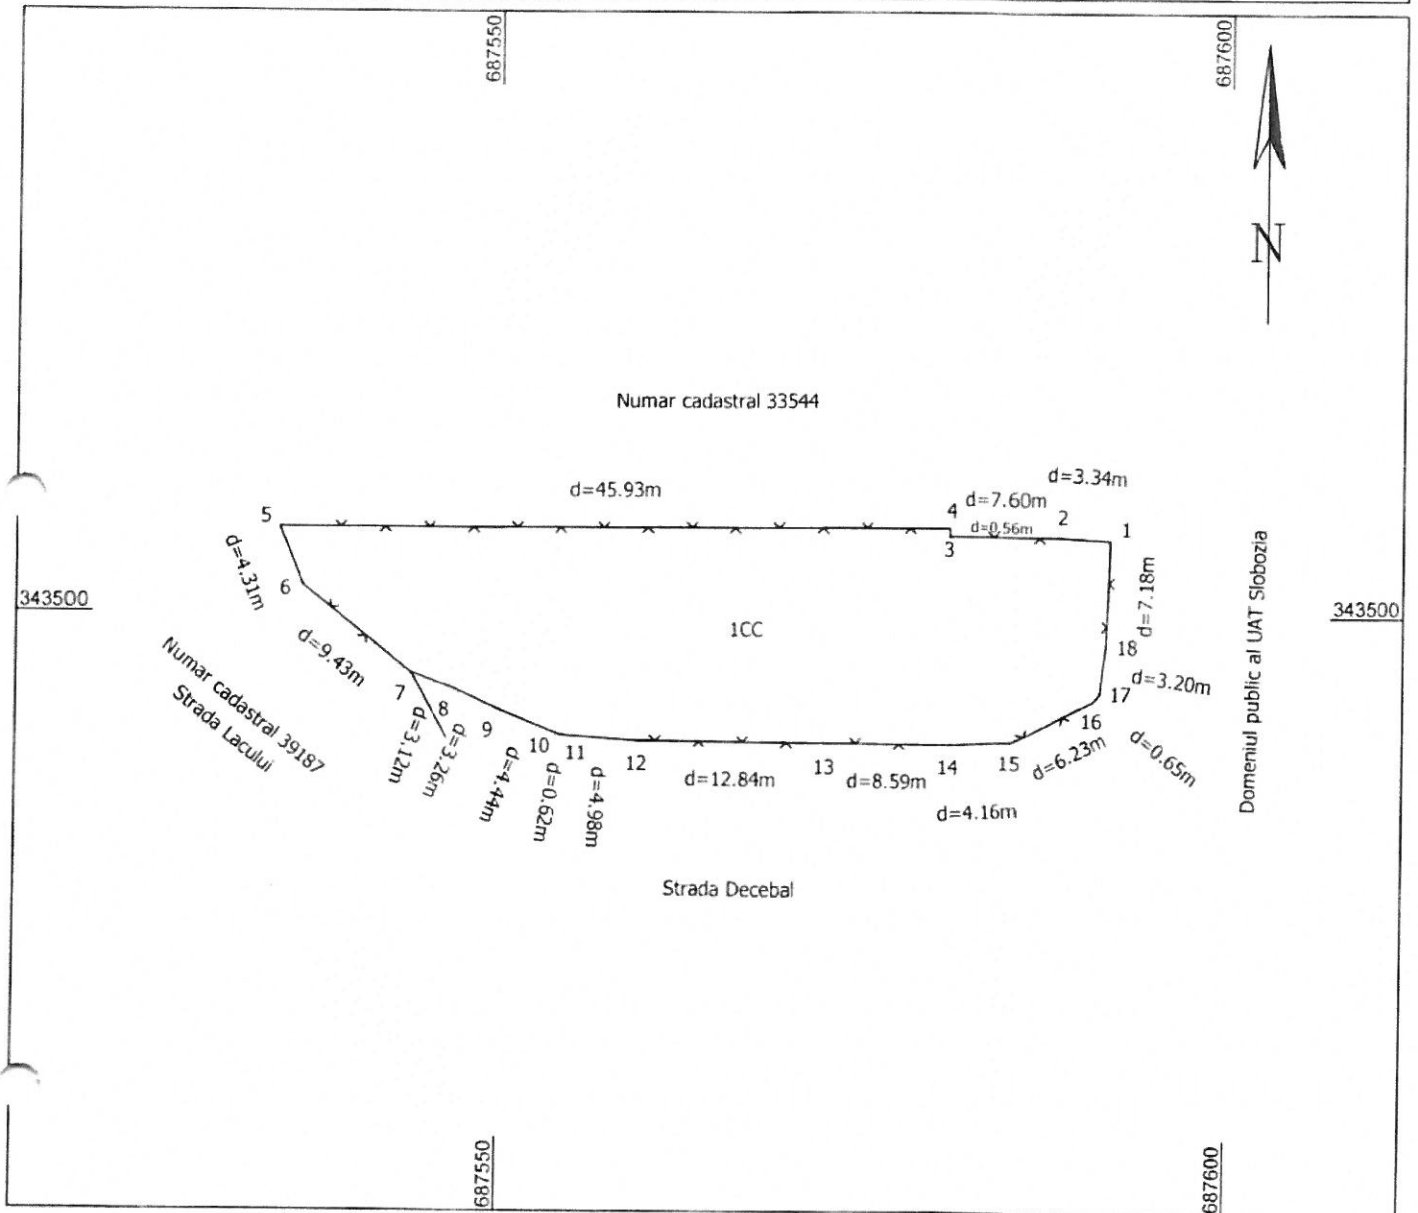 687550
687600
N
Numar cadastral 33544
d=3.34m
d=45.93m
d=7.60m
5
4
2
1
d=0.56m
3
d=4.31m
6
d=7.18m
343500
343500
1CC
Domeniul public al UAT Slobozia
18
d=9.43m
Numar cadastral 39187
Strada Lacului
d=3.20m
7
17
8
16
9
d=3.12m
d=3.26m
10
11
12
13
14
15
d=6.23m
d=0.65m
d=4.44m
d=0.62m
d=4.98m
d=12.84m
d=8.59m
d=4.16m
Strada Decebal
687550
687600